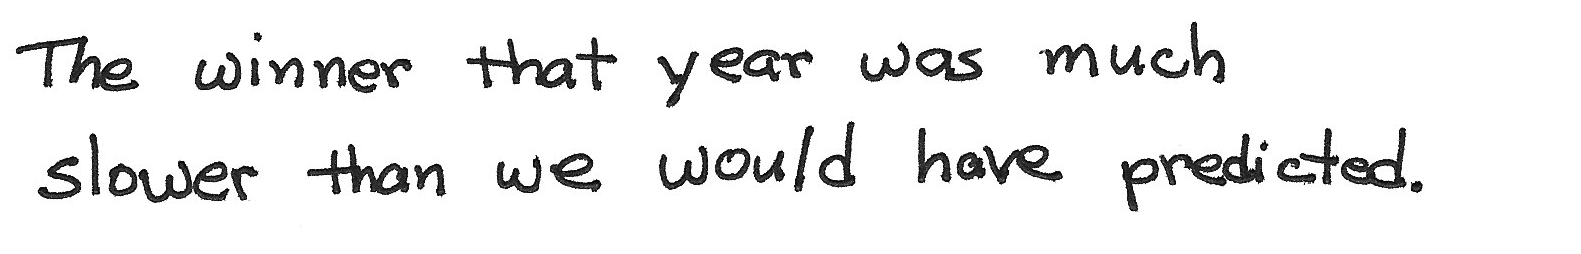 The winner that year was much
slower than we would have predicted.